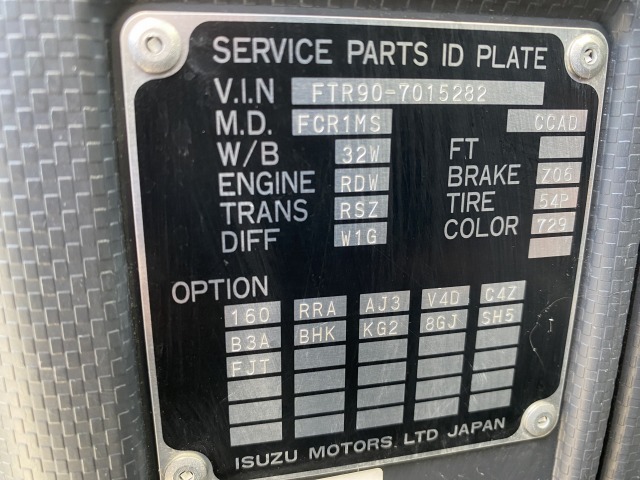 SERVICE PARTS ID PLATE
V.I.N FTR90-7015282
M.D. FCR1MS CCAD
W/B 32W FT
ENGINE RDW BRAKE Z06
TRANS RSZ TIRE 54P
DIFF W1G COLOR 729
OPTION
160 RRA AJ3 V4D C4Z
B3A BHK KG2 8GJ SH5
FJT
ISUZU MOTORS, LTD JAPAN